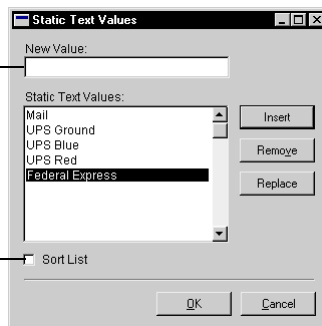 Static Text Values
New Value:
Static Text Values:
Mail
UPS Ground
UPS Blue
UPS Red
Federal Express
Insert
Remove
Replace
Sort List
OK
Cancel